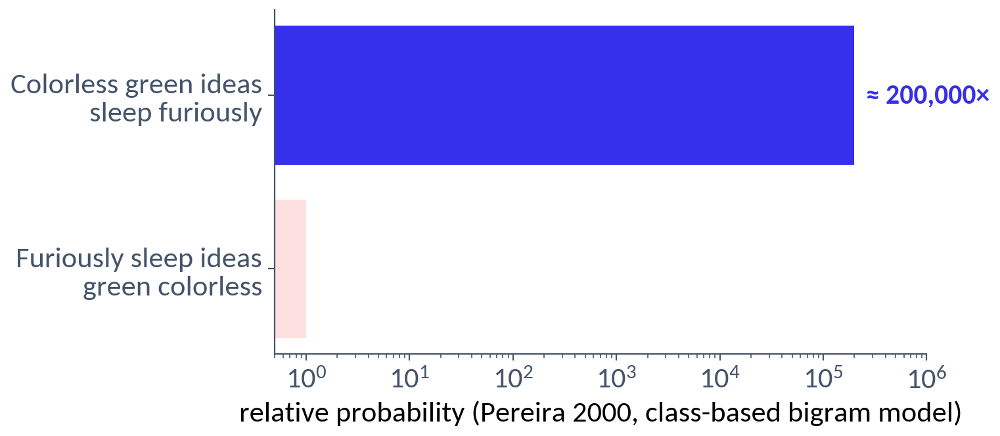 Colorless green ideas
sleep furiously
≈ 200,000×
Furiously sleep ideas
green colorless
10⁰ 10¹ 10² 10³ 10⁴ 10⁵ 10⁶
relative probability (Pereira 2000, class-based bigram model)